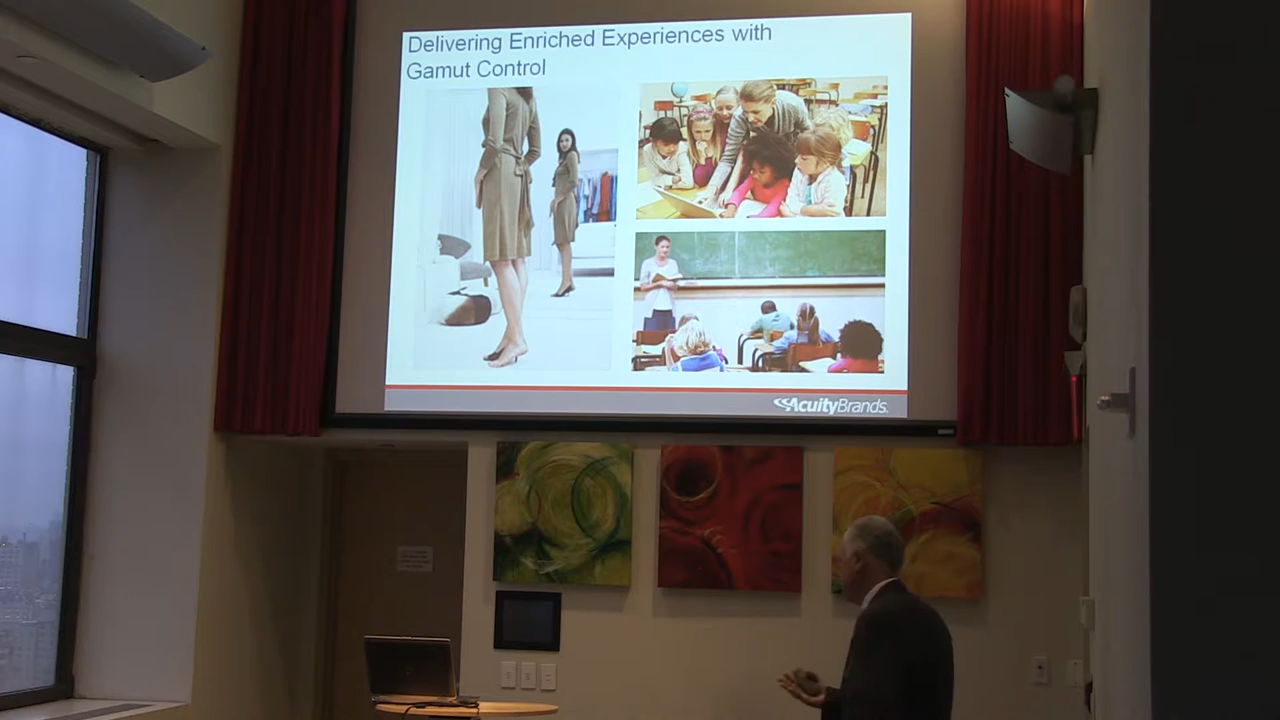 Delivering Enriched Experiences with
Gamut Control
AcuityBrands.